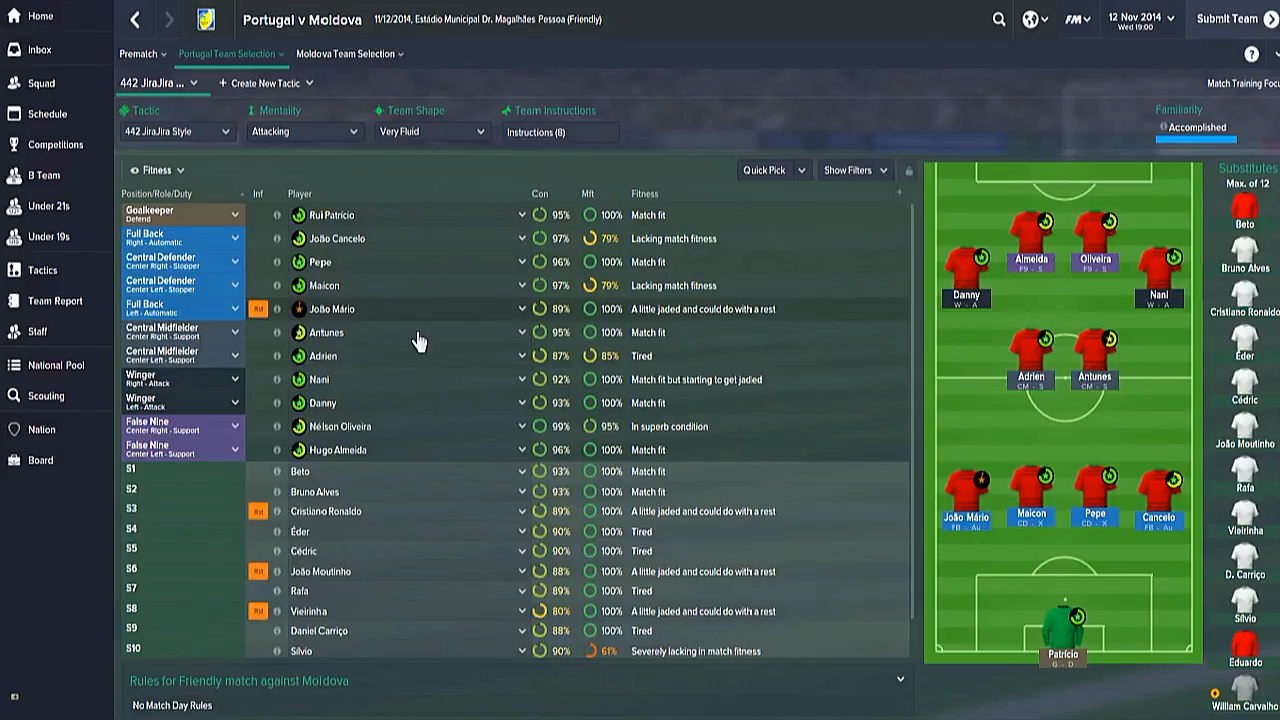 Home
Inbox
Squad
Schedule
Competitions
B Team
Under 21s
Under 19s
Tactics
Team Report
Staff
National Pool
Scouting
Nation
Board
Portugal v Moldova
11/12/2014, Estádio Municipal Dr. Magalhães Pessoa (Friendly)
FM
12 Nov 2014
Wed 19:00
Submit Team
Prematch
Portugal Team Selection
Moldova Team Selection
?
442 JiraJira ...
+ Create New Tactic
Match Training Focu
Tactic
Mentality
Team Shape
Team Instructions
Familiarity
442 JiraJira Style
Attacking
Very Fluid
Instructions (8)
Accomplished
Fitness
Quick Pick
Show Filters
Position/Role/Duty Inf Player Con Mft Fitness
Goalkeeper
Defend
Rui Patrício 95% 100% Match fit
Full Back
Right - Automatic
João Cancelo 97% 79% Lacking match fitness
Central Defender
Center Right - Stopper
Pepe 96% 100% Match fit
Central Defender
Center Left - Stopper
Maicon 97% 79% Lacking match fitness
Full Back
Left - Automatic
Rst João Mário 89% 100% A little jaded and could do with a rest
Central Midfielder
Center Right - Support
Antunes 95% 100% Match fit
Central Midfielder
Center Left - Support
Adrien 87% 85% Tired
Winger
Right - Attack
Nani 92% 100% Match fit but starting to get jaded
Winger
Left - Attack
Danny 93% 100% Match fit
False Nine
Center Right - Support
Nélson Oliveira 99% 95% In superb condition
False Nine
Center Left - Support
Hugo Almeida 96% 100% Match fit
S1 Beto 93% 100% Match fit
S2 Bruno Alves 93% 100% Match fit
S3 Rst Cristiano Ronaldo 89% 100% A little jaded and could do with a rest
S4 Éder 90% 100% Tired
S5 Cédric 90% 100% Tired
S6 Rst João Moutinho 88% 100% A little jaded and could do with a rest
S7 Rafa 89% 100% Tired
S8 Rst Vieirinha 80% 100% A little jaded and could do with a rest
S9 Daniel Carriço 88% 100% Tired
S10 Sílvio 90% 61% Severely lacking in match fitness
Rules for Friendly match against Moldova
No Match Day Rules
Almeida
F9 - S
Oliveira
F9 - S
Danny
W - A
Nani
W - A
Adrien
CM - S
Antunes
CM - S
João Mário
FB - Au
Maicon
CD - X
Pepe
CD - X
Cancelo
FB - Au
Patrício
G - D
Substitutes
Max. of 12
Beto
Bruno Alves
Cristiano Ronaldo
Éder
Cédric
João Moutinho
Rafa
Vieirinha
D. Carriço
Sílvio
Eduardo
William Carvalho